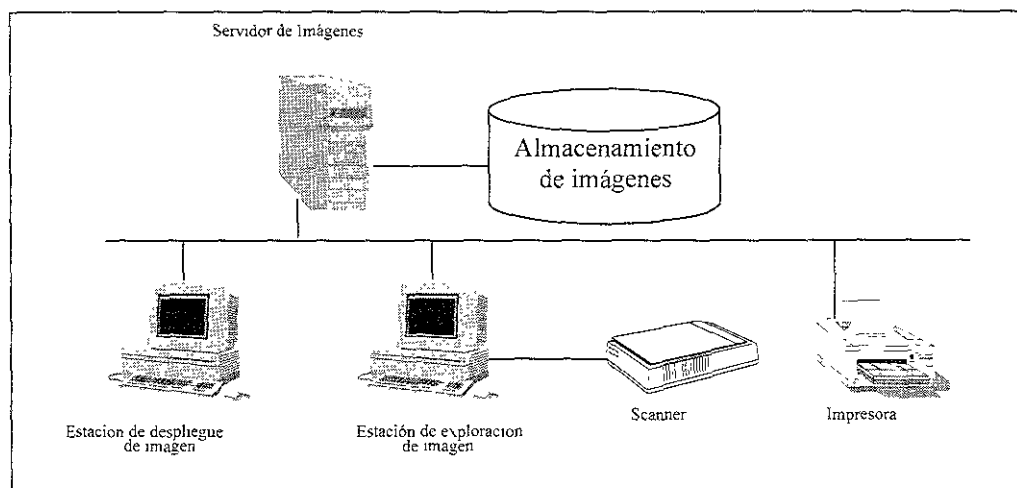 Servidor de Imágenes
Almacenamiento
de imágenes
Estacion de despliegue
de imagen
Estación de exploracion
de imagen
Scanner
Impresora